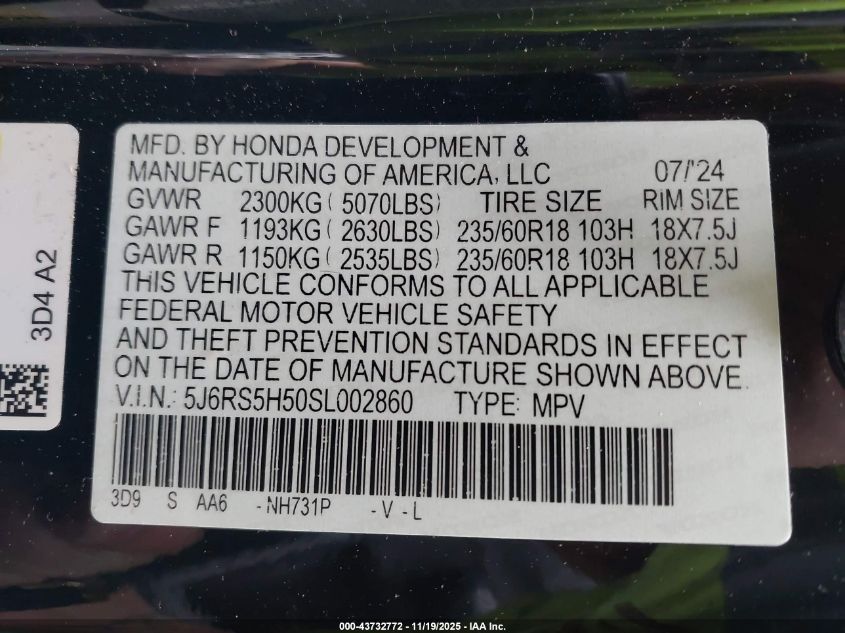 MFD. BY HONDA DEVELOPMENT &
MANUFACTURING OF AMERICA, LLC 07/'24
GVWR 2300KG ( 5070LBS) TIRE SIZE RIM SIZE
GAWR F 1193KG ( 2630LBS) 235/60R18 103H 18X7.5J
GAWR R 1150KG ( 2535LBS) 235/60R18 103H 18X7.5J
THIS VEHICLE CONFORMS TO ALL APPLICABLE
FEDERAL MOTOR VEHICLE SAFETY
AND THEFT PREVENTION STANDARDS IN EFFECT
ON THE DATE OF MANUFACTURE SHOWN ABOVE.
V.I.N.: 5J6RS5H50SL002860 TYPE: MPV
3D9 S AA6 -NH731P -V-L
3D4 A2
000-43732772 - 11/19/2025 - IAA Inc.